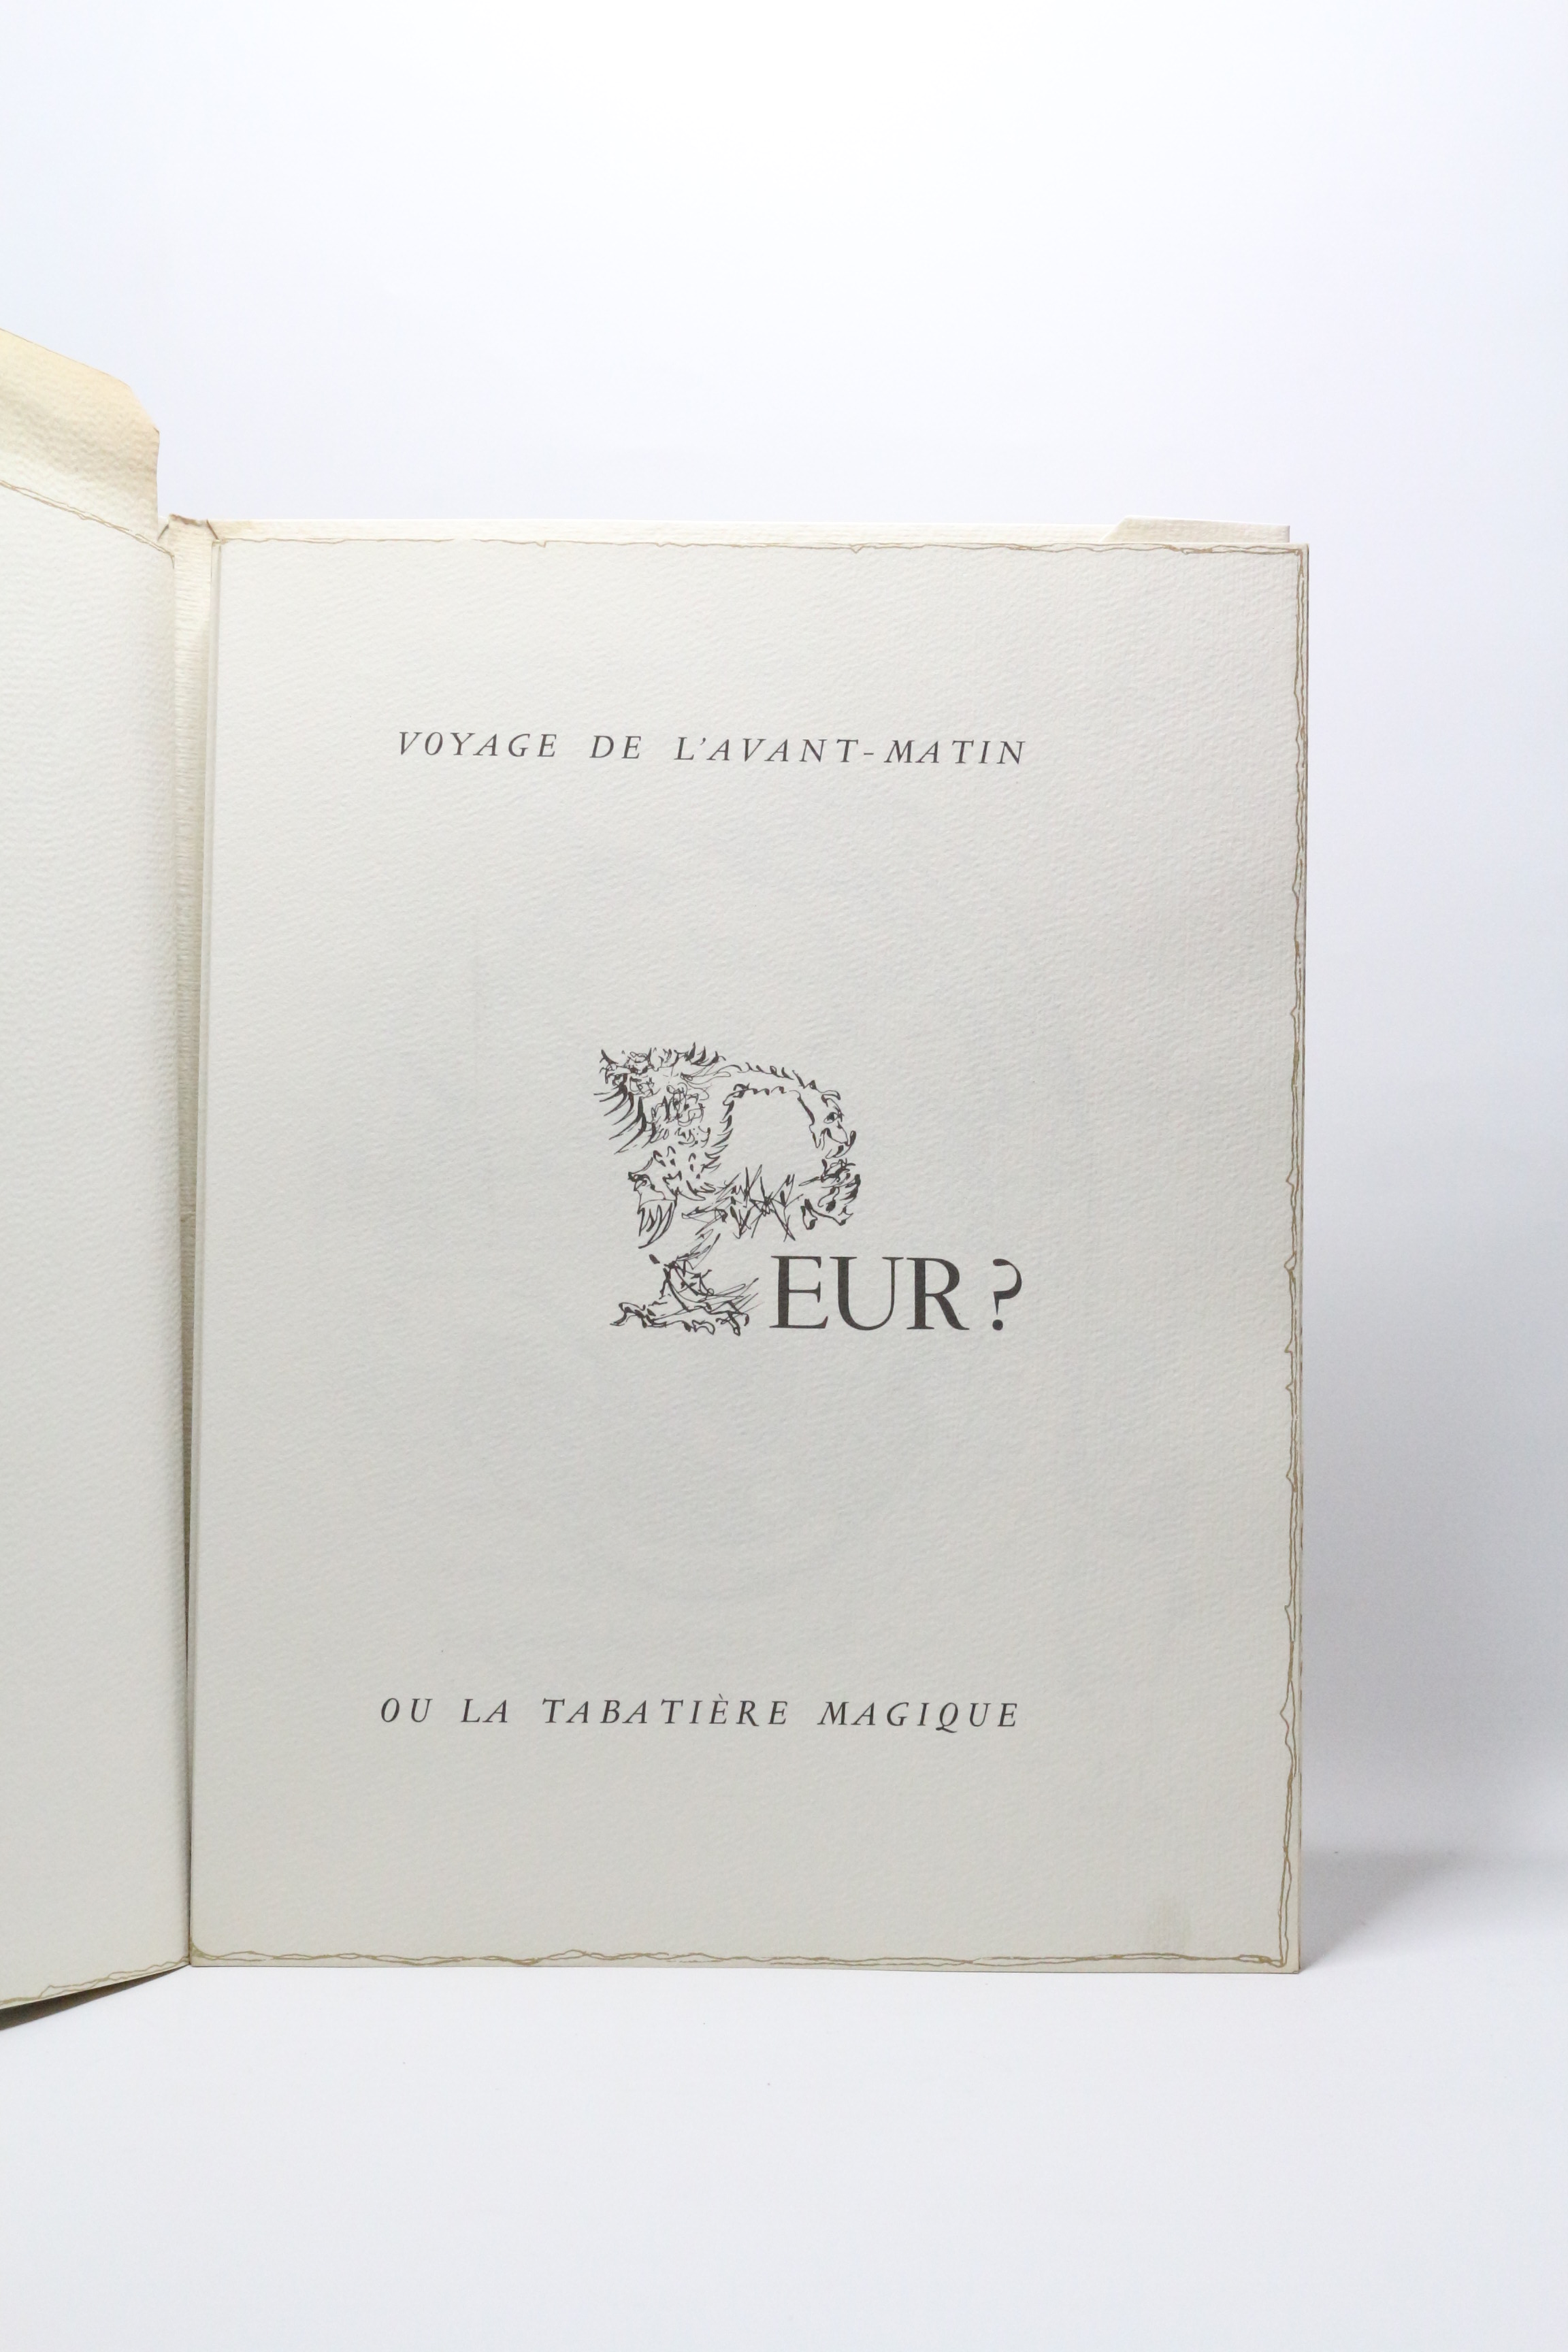 VOYAGE DE L'AVANT-MATIN
PEUR ?
OU LA TABATIÈRE MAGIQUE